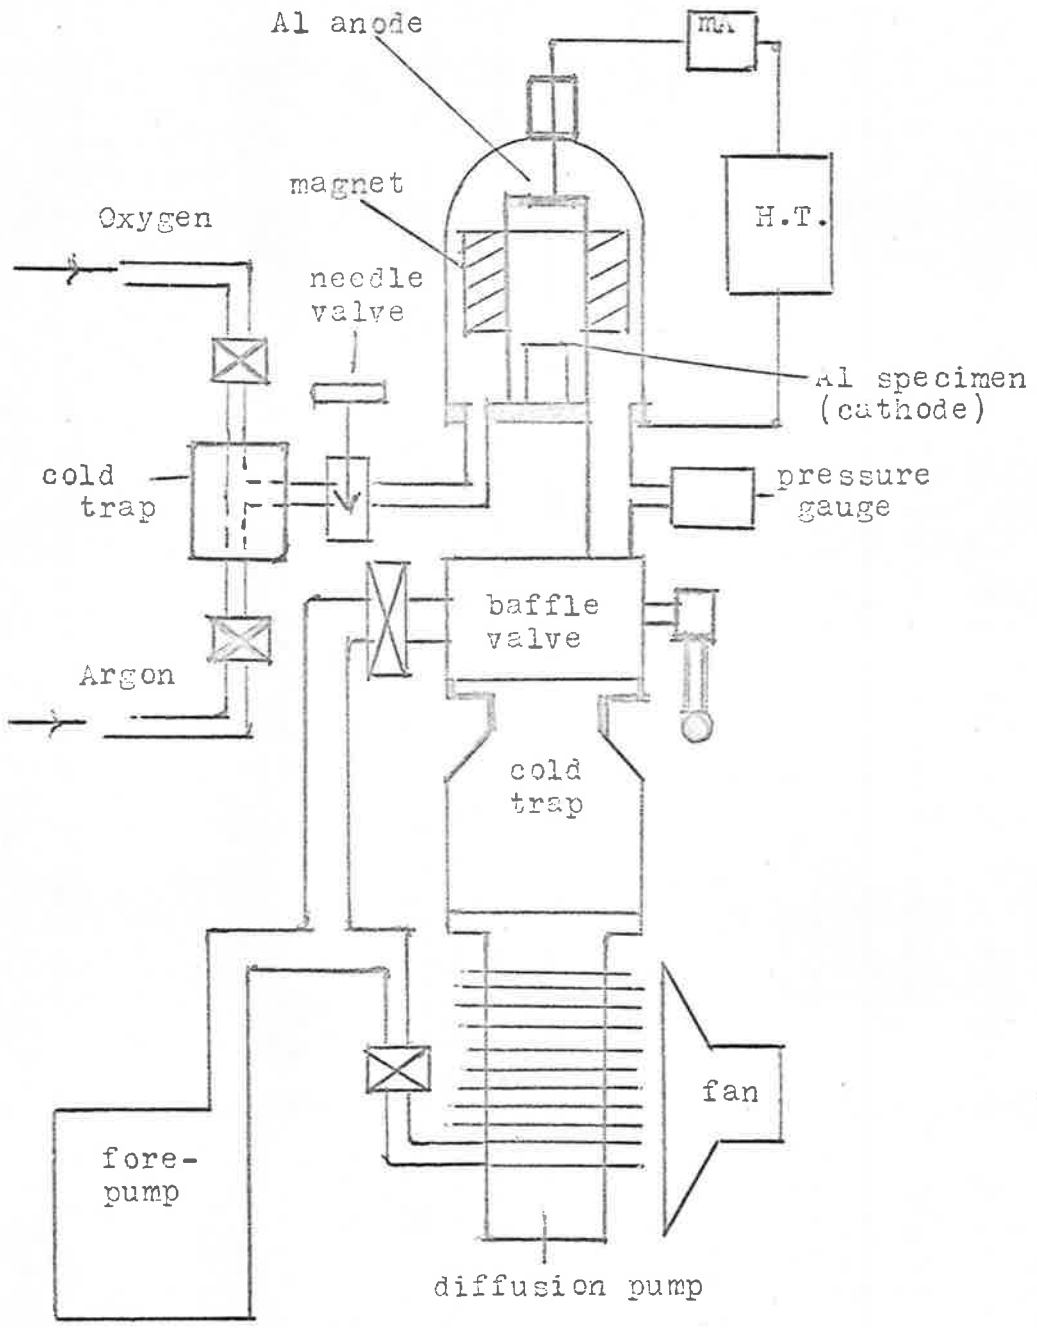 Al anode
mA
magnet
H.T.
Oxygen
needle
valve
Al specimen
(cathode)
cold
trap
pressure
gauge
baffle
valve
Argon
cold
trap
fan
fore-
pump
diffusion pump